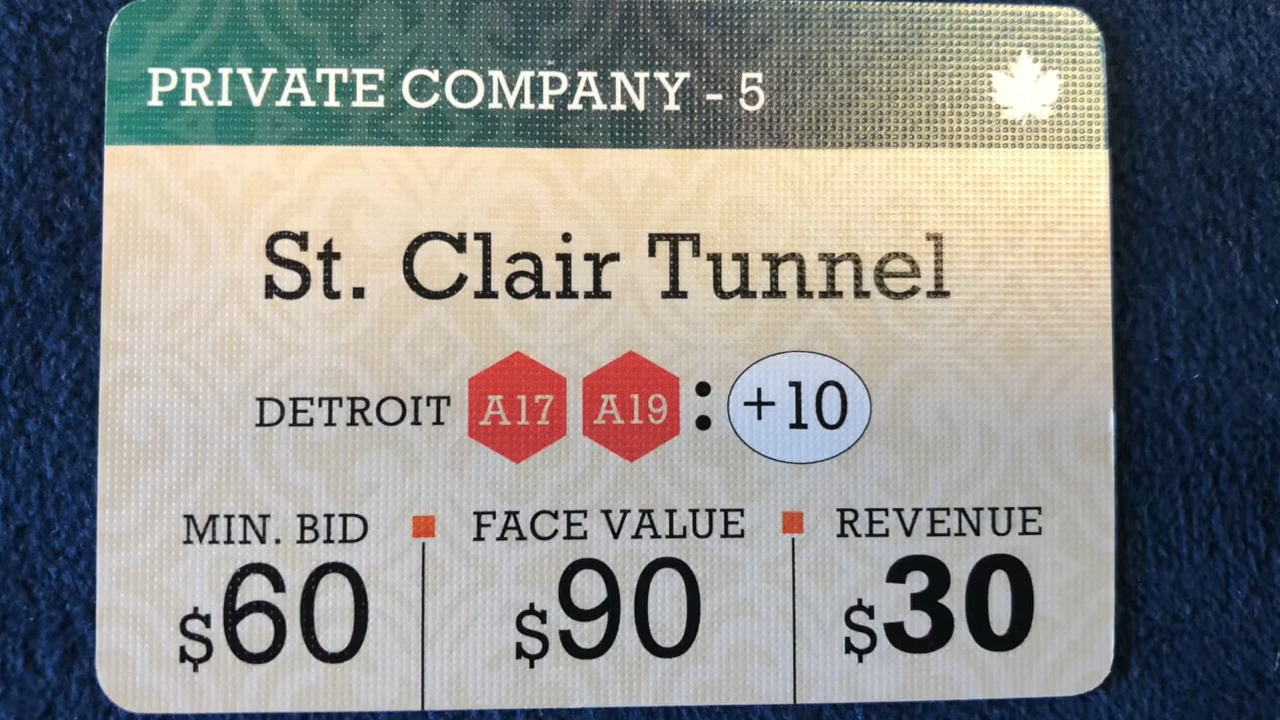 PRIVATE COMPANY - 5
St. Clair Tunnel
DETROIT A17 A19 : +10
MIN. BID FACE VALUE REVENUE
$60 $90 $30